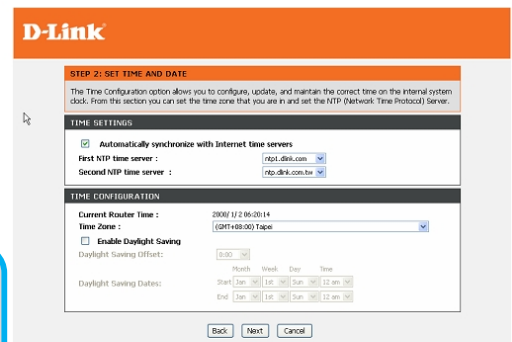 D-Link
STEP 2: SET TIME AND DATE
The Time Configuration option allows you to configure, update, and maintain the correct time on the internal system
clock. From this section you can set the time zone that you are in and set the NTP (Network Time Protocol) Server.
TIME SETTINGS
Automatically synchronize with Internet time servers
First NTP time server : ntp1.dlink.com
Second NTP time server : ntp.dlink.com.tw
TIME CONFIGURATION
Current Router Time : 2008/ 1/ 2 06:20:14
Time Zone : (GMT+08:00) Taipei
Enable Daylight Saving
Daylight Saving Offset: 0:00
Month Week Day Time
Daylight Saving Dates: Start Jan 1st Sun 12 am
End Jan 1st Sun 12 am
Back Next Cancel